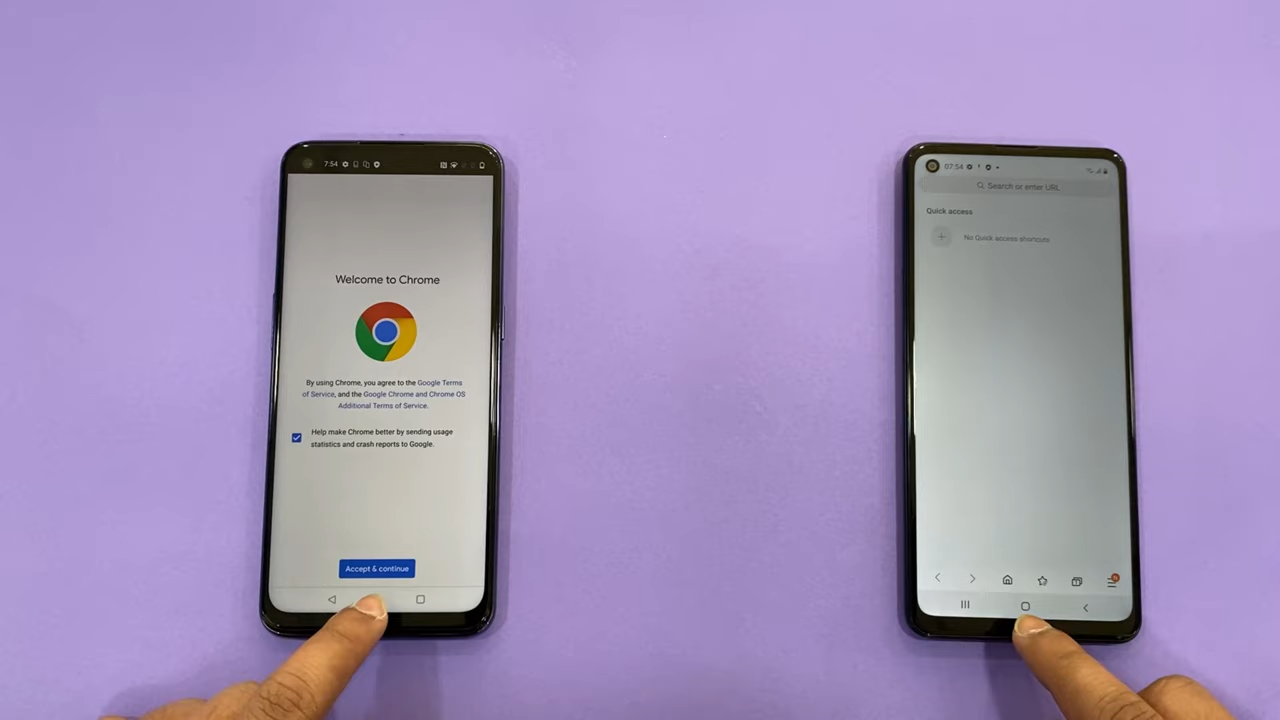 7:54
Welcome to Chrome
By using Chrome, you agree to the Google Terms
of Service, and the Google Chrome and Chrome OS
Additional Terms of Service.
Help make Chrome better by sending usage
statistics and crash reports to Google.
Accept & continue
07:54
Search or enter URL
Quick access
No Quick access shortcuts